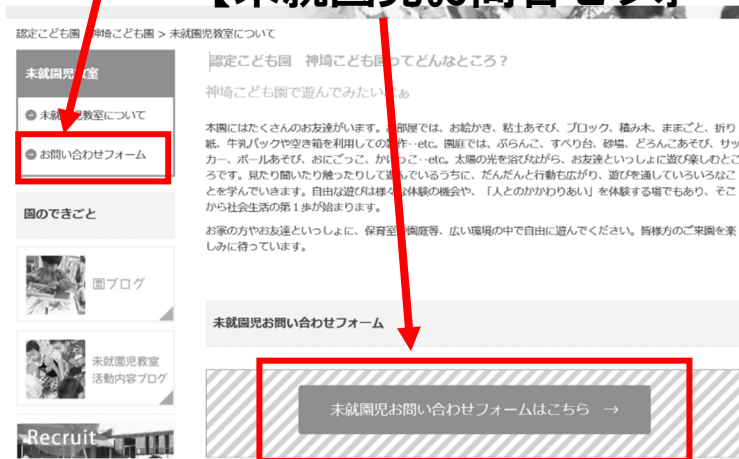 【未就園児お問合せフォ
認定こども園 神埼こども園 > 未就園児教室について
未就園児教室
未就園児教室について
お問い合わせフォーム
園のできごと
園ブログ
未就園児教室
活動内容ブログ
Recruit
認定こども園 神埼こども園ってどんなところ？
神埼こども園で遊んでみたいなぁ
本園にはたくさんのお友達がいます。お部屋では、お絵かき、粘土あそび、ブロック、積み木、ままごと、折り
紙、牛乳パックや空き箱を利用しての製作‥etc。園庭では、ぶらんこ、すべり台、砂場、どろんこあそび、サッ
カー、ボールあそび、おにごっこ、かけっこ‥etc。太陽の光を浴びながら、お友達といっしょに遊び楽しむとこ
ろです。見たり聞いたり触ったりして遊んでいるうちに、だんだんと行動も広がり、遊びを通していろいろなこ
とを学んでいきます。自由な遊びは様々な体験の機会や、「人とのかかわりあい」を体験する場でもあり、そこ
から社会生活の第１歩が始まります。
お家の方やお友達といっしょに、保育室や園庭等、広い環境の中で自由に遊んでください。皆様方のご来園を楽
しみに待っています。
未就園児お問い合わせフォーム
未就園児お問い合わせフォームはこちら →